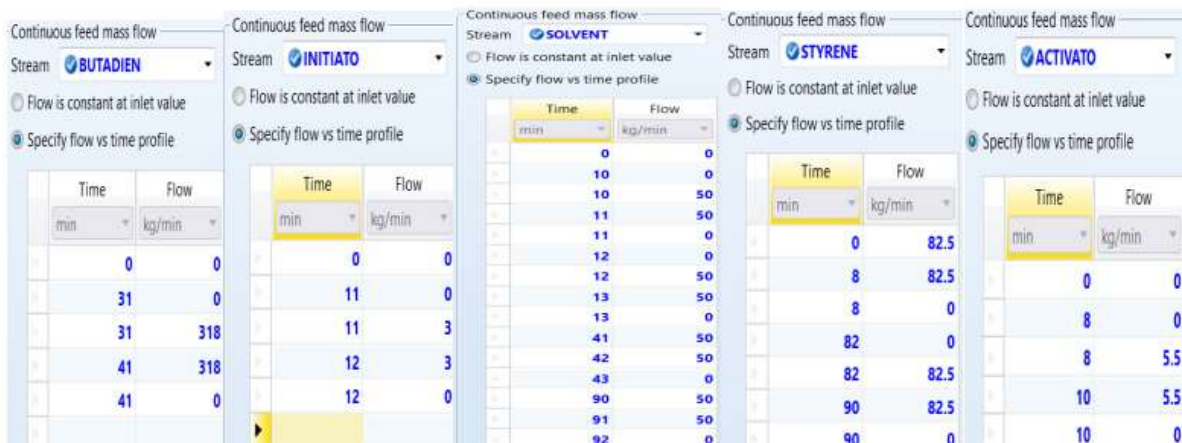 Continuous feed mass flow
Stream BUTADIEN
Flow is constant at inlet value
Specify flow vs time profile
Time Flow
min kg/min
0 0
31 0
31 318
41 318
41 0
Continuous feed mass flow
Stream INITIATO
Flow is constant at inlet value
Specify flow vs time profile
Time Flow
min kg/min
0 0
11 0
11 3
12 3
12 0
Continuous feed mass flow
Stream SOLVENT
Flow is constant at inlet value
Specify flow vs time profile
Time Flow
min kg/min
0 0
10 0
10 50
11 50
11 0
12 0
12 50
13 50
13 0
41 50
42 50
43 0
90 50
91 50
92 0
Continuous feed mass flow
Stream STYRENE
Flow is constant at inlet value
Specify flow vs time profile
Time Flow
min kg/min
0 82.5
8 82.5
8 0
82 0
82 82.5
90 82.5
90 0
Continuous feed mass flow
Stream ACTIVATO
Flow is constant at inlet value
Specify flow vs time profile
Time Flow
min kg/min
0 0
8 0
8 5.5
10 5.5
10 0